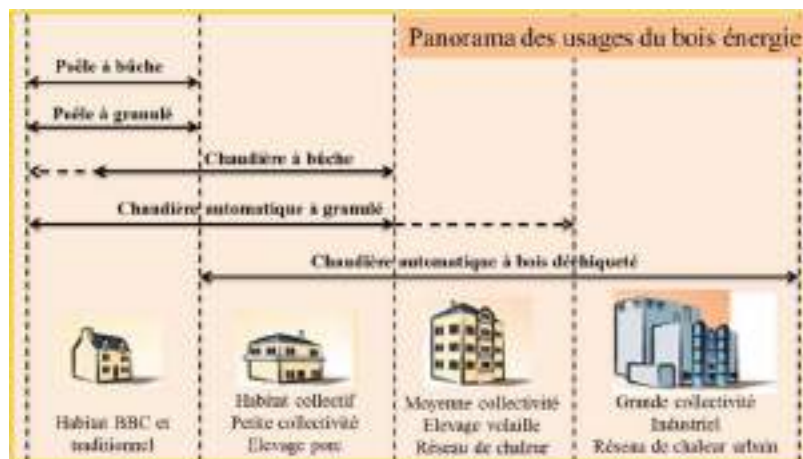 Panorama des usages du bois énergie
Poêle à bûche
Poêle à granulé
Chaudière à bûche
Chaudière automatique à granulé
Chaudière automatique à bois déchiqueté
Habitat BBC et
traditionnel
Habitat collectif
Petite collectivité
Elevage porc
Moyenne collectivité
Elevage volaille
Réseau de chaleur
Grande collectivité
Industriel
Réseau de chaleur urbain